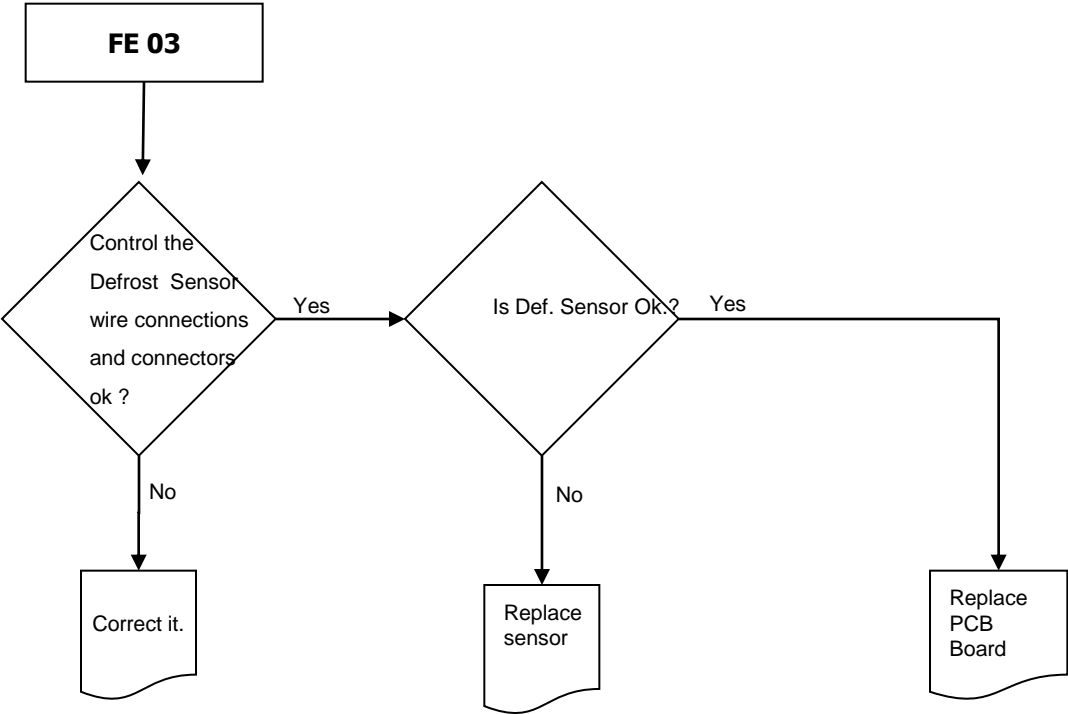 FE 03
Control the
Defrost  Sensor
wire connections
and connectors
ok ?
Yes
Is Def. Sensor Ok.?
Yes
No
No
Correct it.
Replace
sensor
Replace
PCB
Board